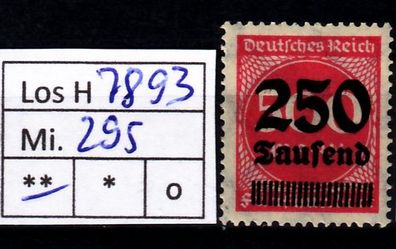 Los H 7893
Mi. 295
** * o
Deutsches Reich
250
Tausend